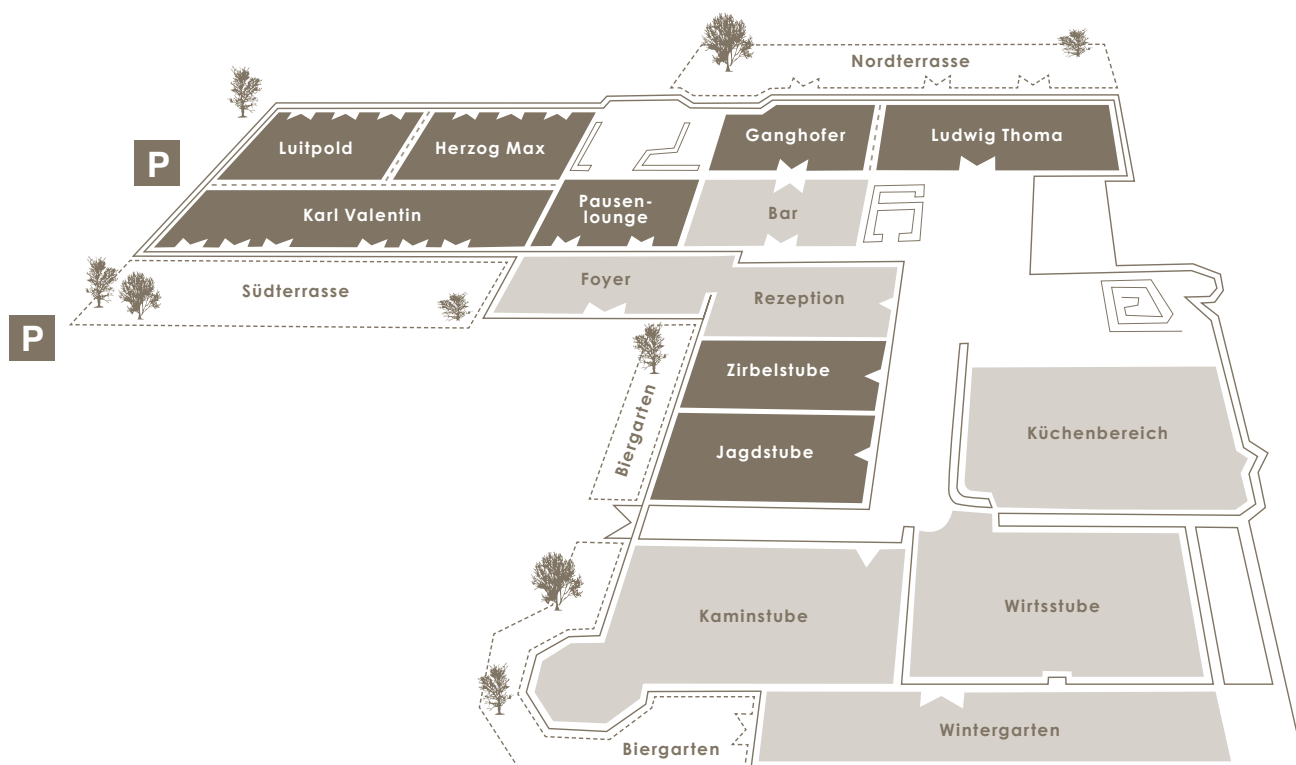 Nordterrasse
P
Luitpold
Herzog Max
Ganghofer
Ludwig Thoma
Karl Valentin
Pausen-
lounge
Bar
Südterrasse
Foyer
Rezeption
P
Biergarten
Zirbelstube
Jagdstube
Küchenbereich
Kaminstube
Wirtsstube
Wintergarten
Biergarten